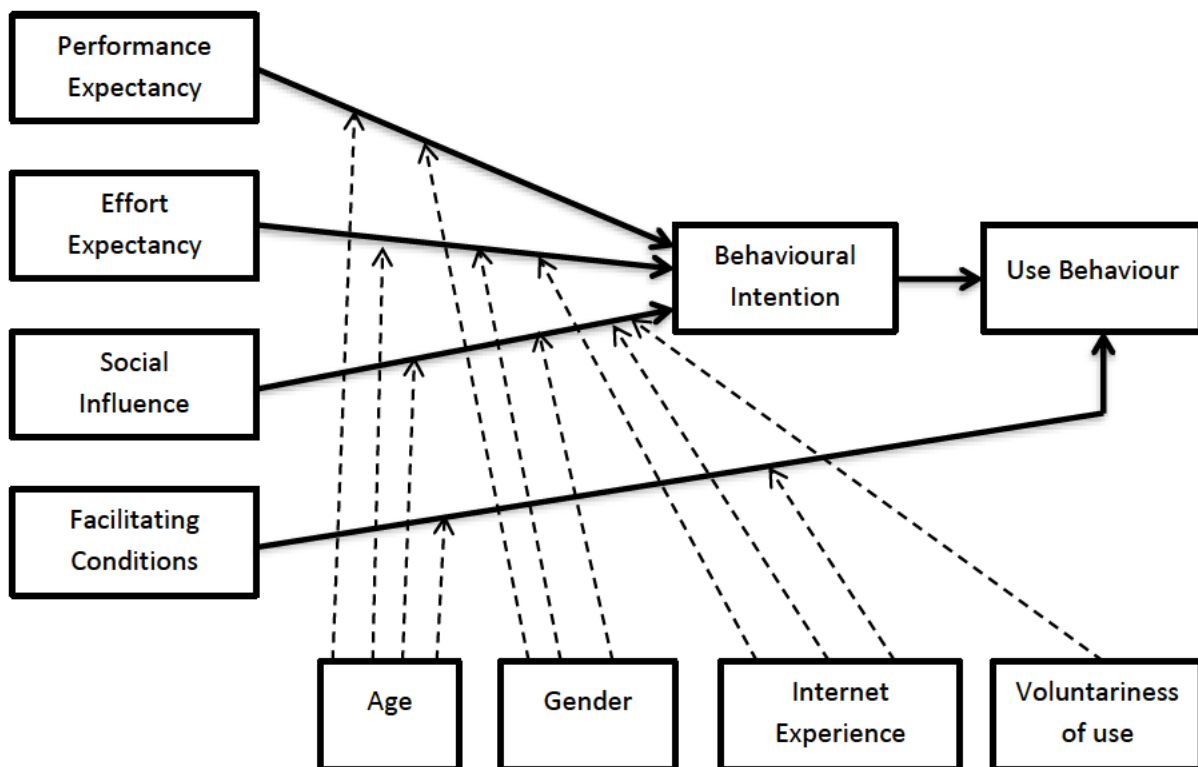 Performance
Expectancy
Effort
Expectancy
Social
Influence
Facilitating
Conditions
Behavioural
Intention
Use Behaviour
Age
Gender
Internet
Experience
Voluntariness
of use